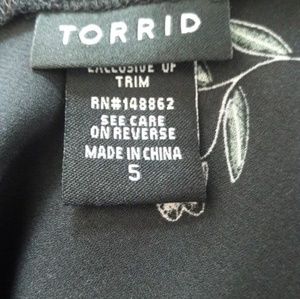 TORRID
EXCLUSIVE OF
TRIM
RN#148862
SEE CARE
ON REVERSE
MADE IN CHINA
5